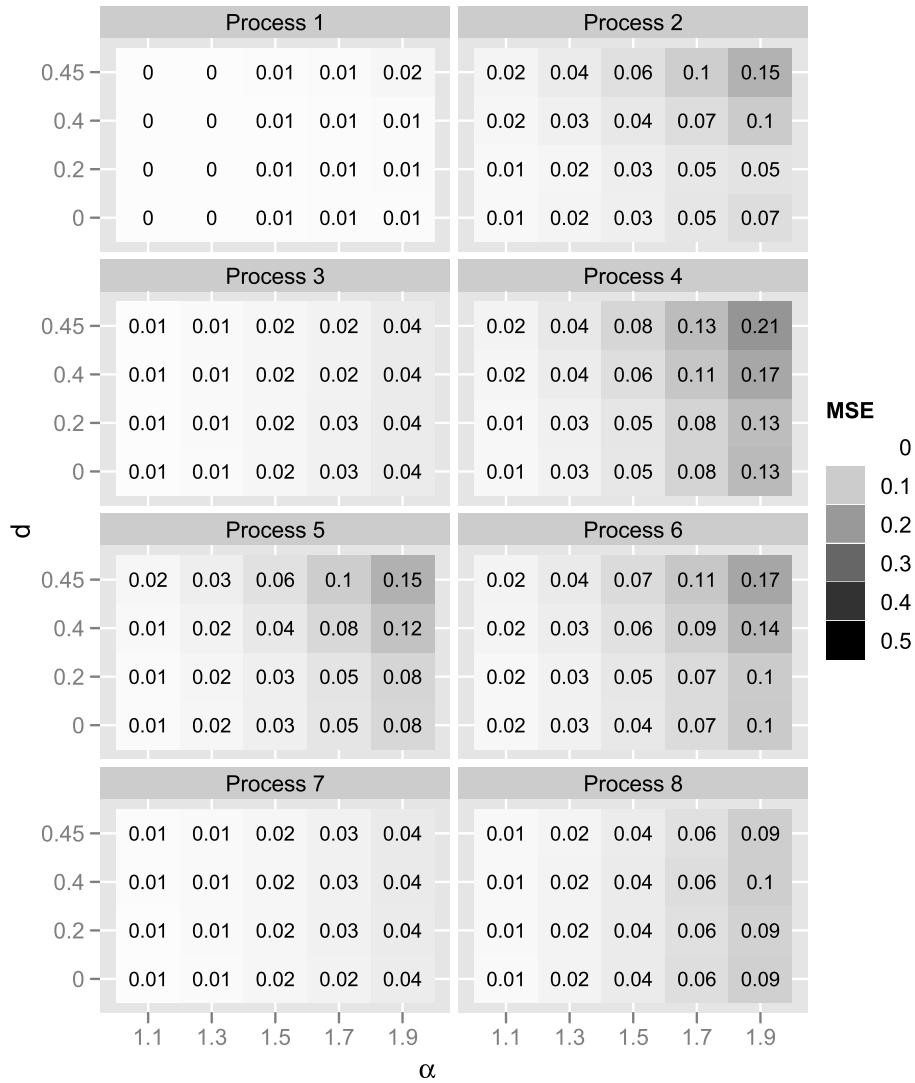 Process 1 Process 2
0.45 0 0 0.01 0.01 0.02 0.02 0.04 0.06 0.1 0.15
0.4 0 0 0.01 0.01 0.01 0.02 0.03 0.04 0.07 0.1
0.2 0 0 0.01 0.01 0.01 0.01 0.02 0.03 0.05 0.05
0 0 0 0.01 0.01 0.01 0.01 0.02 0.03 0.05 0.07
Process 3 Process 4
0.45 0.01 0.01 0.02 0.02 0.04 0.02 0.04 0.08 0.13 0.21
0.4 0.01 0.01 0.02 0.02 0.04 0.02 0.04 0.06 0.11 0.17
0.2 0.01 0.01 0.02 0.03 0.04 0.01 0.03 0.05 0.08 0.13
0 0.01 0.01 0.02 0.03 0.04 0.01 0.03 0.05 0.08 0.13
d
Process 5 Process 6
0.45 0.02 0.03 0.06 0.1 0.15 0.02 0.04 0.07 0.11 0.17
0.4 0.01 0.02 0.04 0.08 0.12 0.02 0.03 0.06 0.09 0.14
0.2 0.01 0.02 0.03 0.05 0.08 0.02 0.03 0.05 0.07 0.1
0 0.01 0.02 0.03 0.05 0.08 0.02 0.03 0.04 0.07 0.1
Process 7 Process 8
0.45 0.01 0.01 0.02 0.03 0.04 0.01 0.02 0.04 0.06 0.09
0.4 0.01 0.01 0.02 0.03 0.04 0.01 0.02 0.04 0.06 0.1
0.2 0.01 0.01 0.02 0.03 0.04 0.01 0.02 0.04 0.06 0.09
0 0.01 0.01 0.02 0.02 0.04 0.01 0.02 0.04 0.06 0.09
1.1 1.3 1.5 1.7 1.9 1.1 1.3 1.5 1.7 1.9
α
MSE
0
0.1
0.2
0.3
0.4
0.5